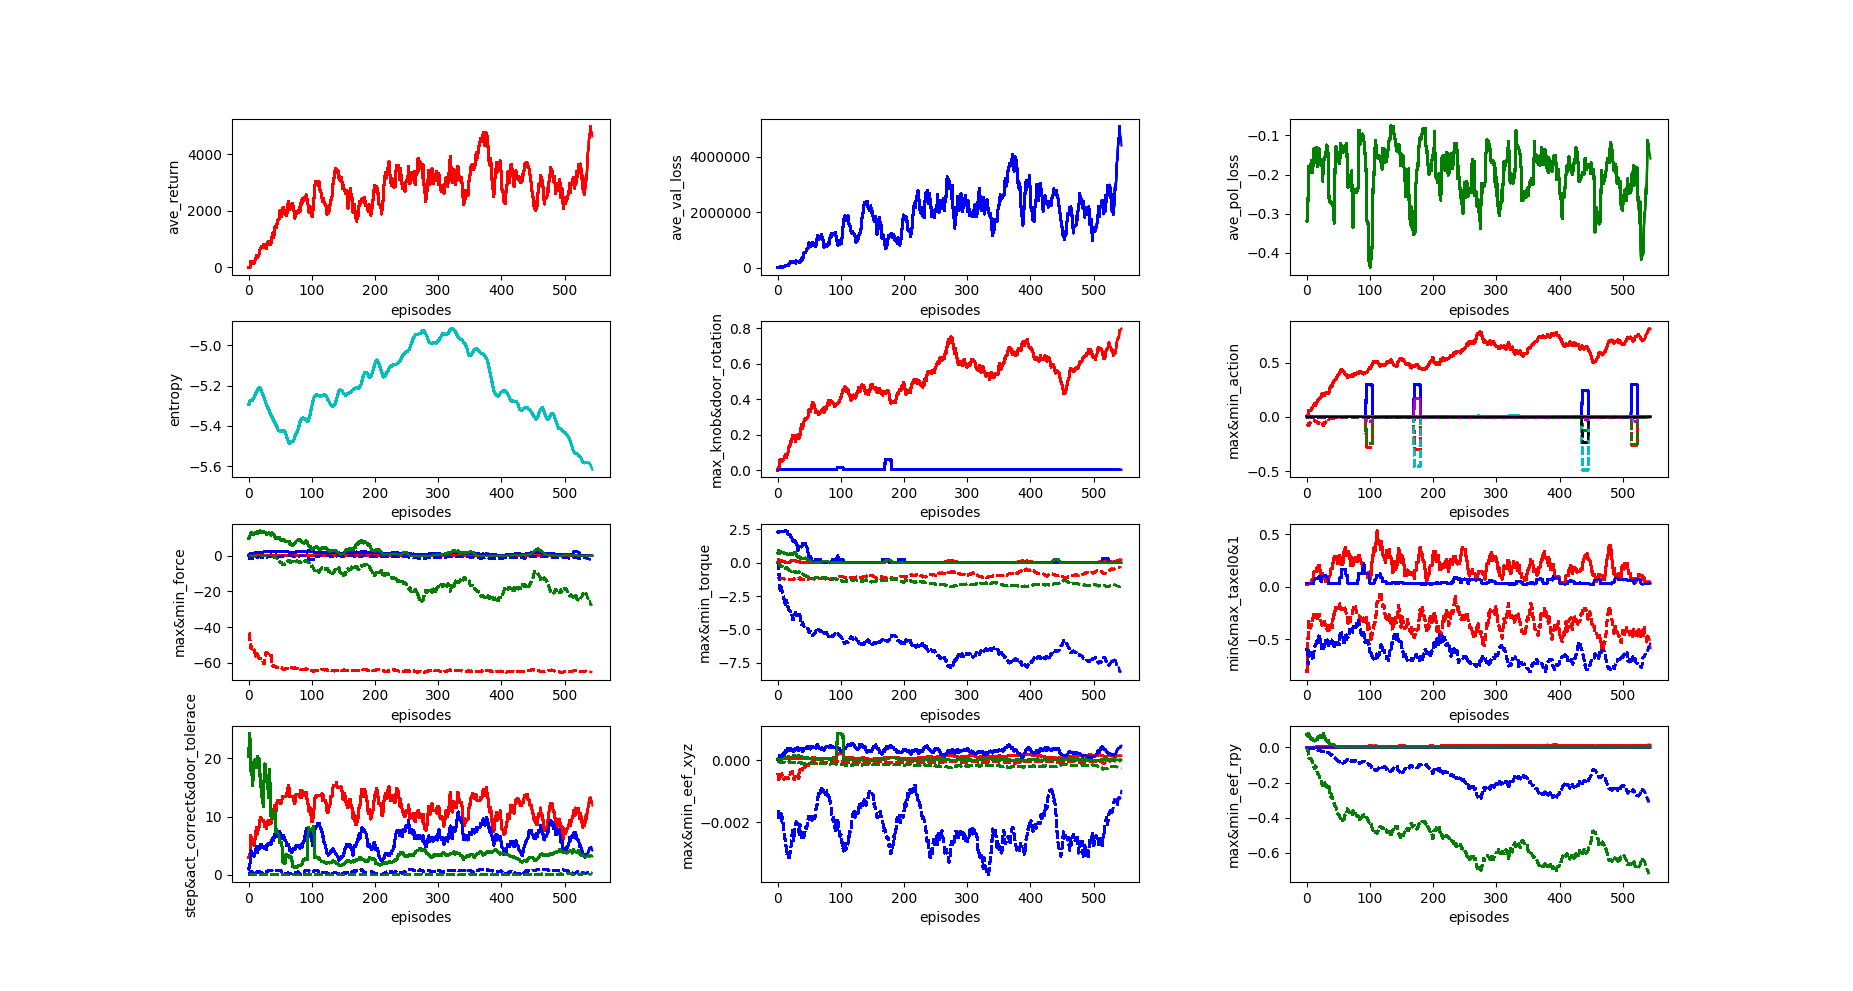 ave_return
4000
2000
0
0 100 200 300 400 500
episodes
ave_val_loss
4000000
2000000
0
0 100 200 300 400 500
episodes
ave_pol_loss
−0.1
−0.2
−0.3
−0.4
0 100 200 300 400 500
episodes
entropy
−5.0
−5.2
−5.4
−5.6
0 100 200 300 400 500
episodes
max_knob&door_rotation
0.8
0.6
0.4
0.2
0.0
0 100 200 300 400 500
episodes
max&min_action
0.5
0.0
−0.5
0 100 200 300 400 500
episodes
max&min_force
0
−20
−40
−60
0 100 200 300 400 500
episodes
max&min_torque
2.5
0.0
−2.5
−5.0
−7.5
0 100 200 300 400 500
episodes
min&max_taxel0&1
0.5
0.0
−0.5
0 100 200 300 400 500
episodes
step&act_correct&door_tolerace
20
10
0
0 100 200 300 400 500
episodes
max&min_eef_xyz
0.000
−0.002
0 100 200 300 400 500
episodes
max&min_eef_rpy
0.0
−0.2
−0.4
−0.6
0 100 200 300 400 500
episodes